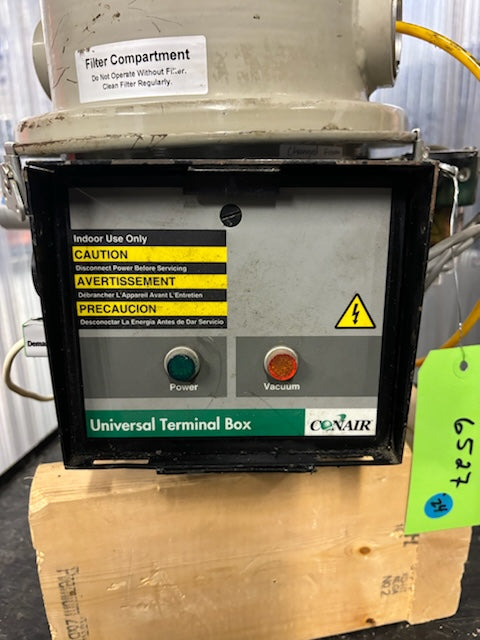 Filter Compartment
Do Not Operate Without Filter.
Clean Filter Regularly.
Indoor Use Only
CAUTION
Disconnect Power Before Servicing
AVERTISSEMENT
Débrancher L'Appareil Avant L'Entretien
PRECAUCION
Desconectar La Energia Antes de Dar Servicio
Power
Vacuum
Universal Terminal Box
CONAIR
6527
'24